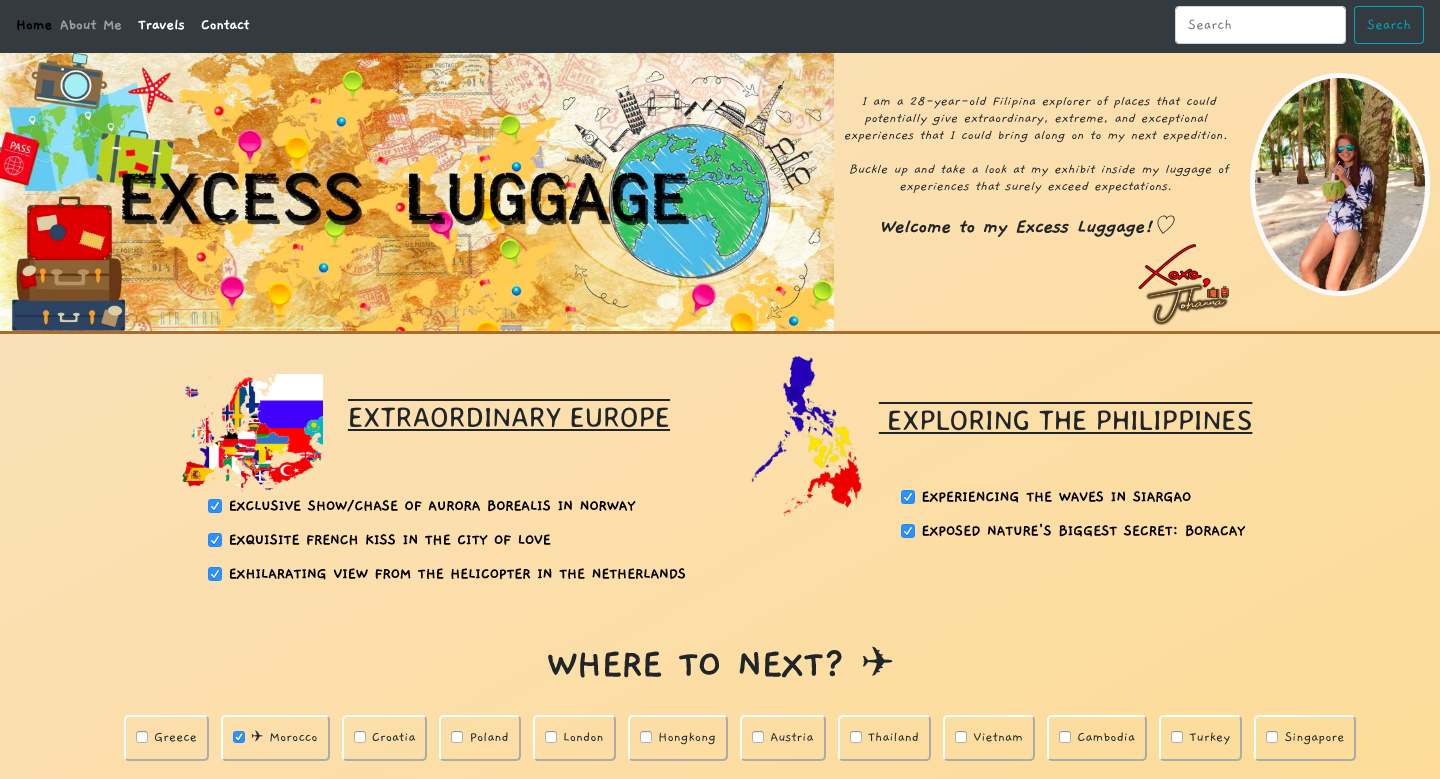 Home About Me Travels Contact
Search
Search
PASS
EXCESS LUGGAGE
I am a 28-year-old Filipina explorer of places that could
potentially give extraordinary, extreme, and exceptional
experiences that I could bring along on to my next expedition.
Buckle up and take a look at my exhibit inside my luggage of
experiences that surely exceed expectations.
Welcome to my Excess Luggage!♡
Johanna
EXTRAORDINARY EUROPE
EXCLUSIVE SHOW/CHASE OF AURORA BOREALIS IN NORWAY
EXQUISITE FRENCH KISS IN THE CITY OF LOVE
EXHILARATING VIEW FROM THE HELICOPTER IN THE NETHERLANDS
EXPLORING THE PHILIPPINES
EXPERIENCING THE WAVES IN SIARGAO
EXPOSED NATURE'S BIGGEST SECRET: BORACAY
WHERE TO NEXT? ✈
Greece
✈ Morocco
Croatia
Poland
London
Hongkong
Austria
Thailand
Vietnam
Cambodia
Turkey
Singapore